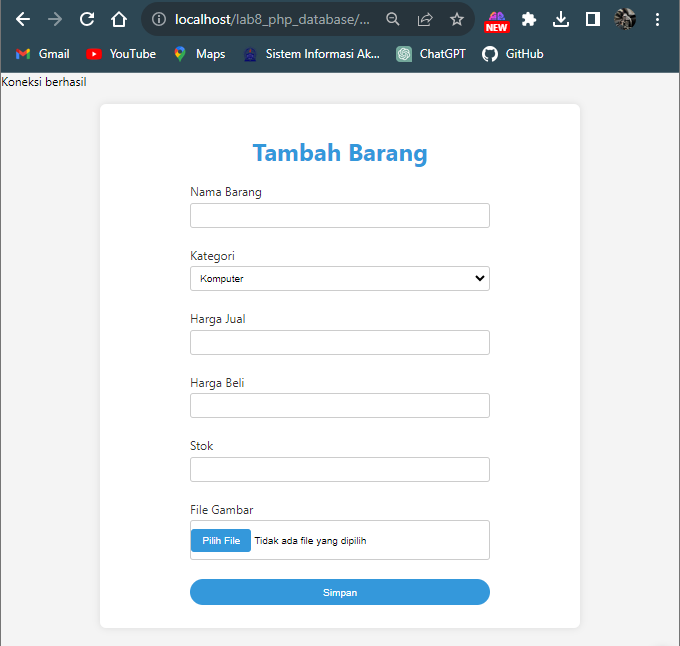 localhost/lab8_php_database/...
NEW
Gmail
YouTube
Maps
Sistem Informasi Ak...
ChatGPT
GitHub
Koneksi berhasil
Tambah Barang
Nama Barang
Kategori
Komputer
Harga Jual
Harga Beli
Stok
File Gambar
Pilih File Tidak ada file yang dipilih
Simpan